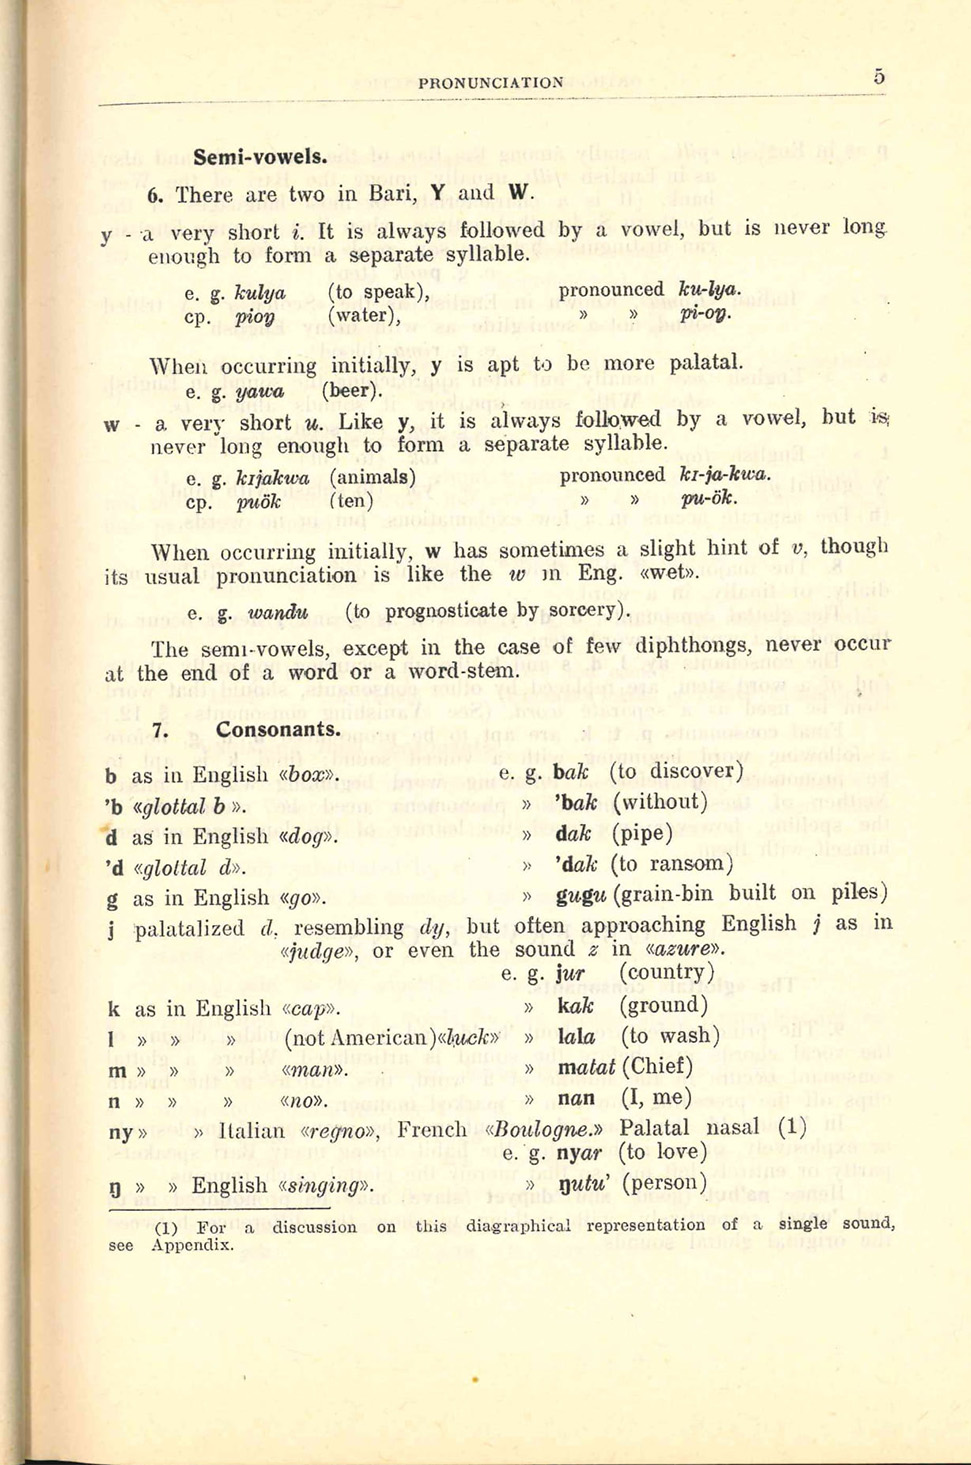 PRONUNCIATION 5
Semi-vowels.
6. There are two in Bari, Y and W.
y - a very short i. It is always followed by a vowel, but is never long
enough to form a separate syllable.
e. g. kulya (to speak), pronounced ku-lya.
cp. pioŋ (water), » » pi-oŋ.
When occurring initially, y is apt to be more palatal.
e. g. yawa (beer).
w - a very short u. Like y, it is always followed by a vowel, but is
never long enough to form a separate syllable.
e. g. kɪjakwa (animals) pronounced kɪ-ja-kwa.
cp. puök (ten) » » pu-ök.
When occurring initially, w has sometimes a slight hint of v, though
its usual pronunciation is like the w in Eng. «wet».
e. g. wandu (to prognosticate by sorcery).
The semi-vowels, except in the case of few diphthongs, never occur
at the end of a word or a word-stem.
7. Consonants.
b as in English «box». e. g. bak (to discover)
'b «glottal b ». » 'bak (without)
d as in English «dog». » dak (pipe)
'd «glottal d». » 'dak (to ransom)
g as in English «go». » gugu (grain-bin built on piles)
j palatalized d, resembling dy, but often approaching English j as in
«judge», or even the sound z in «azure».
e. g. jur (country)
k as in English «cap». » kak (ground)
l » » » (not American)«luck» » lala (to wash)
m » » » «man». » matat (Chief)
n » » » «no». » nan (I, me)
ny » » Italian «regno», French «Boulogne.» Palatal nasal (1)
e. g. nyar (to love)
ŋ » » English «singing». » ŋutu' (person)
(1) For a discussion on this diagraphical representation of a single sound,
see Appendix.